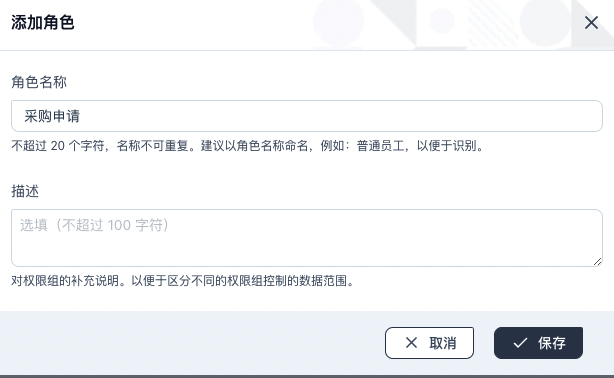 添加角色
角色名称
采购申请
不超过 20 个字符，名称不可重复。建议以角色名称命名，例如：普通员工，以便于识别。
描述
选填（不超过 100 字符）
对权限组的补充说明。以便于区分不同的权限组控制的数据范围。
取消
保存